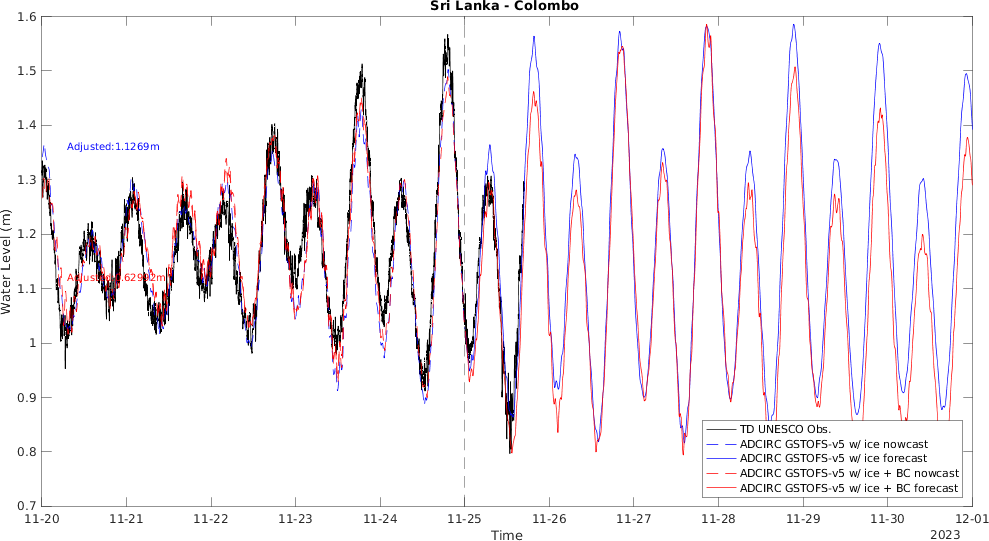 Sri Lanka - Colombo
1.6
1.5
1.4
1.3
1.2
1.1
1
0.9
0.8
0.7
Water Level (m)
Adjusted:1.1269m
TD UNESCO Obs.
ADCIRC GSTOFS-v5 w/ ice nowcast
ADCIRC GSTOFS-v5 w/ ice forecast
ADCIRC GSTOFS-v5 w/ ice + BC nowcast
ADCIRC GSTOFS-v5 w/ ice + BC forecast
11-20 11-21 11-22 11-23 11-24 11-25 11-26 11-27 11-28 11-29 11-30 12-01
Time
2023